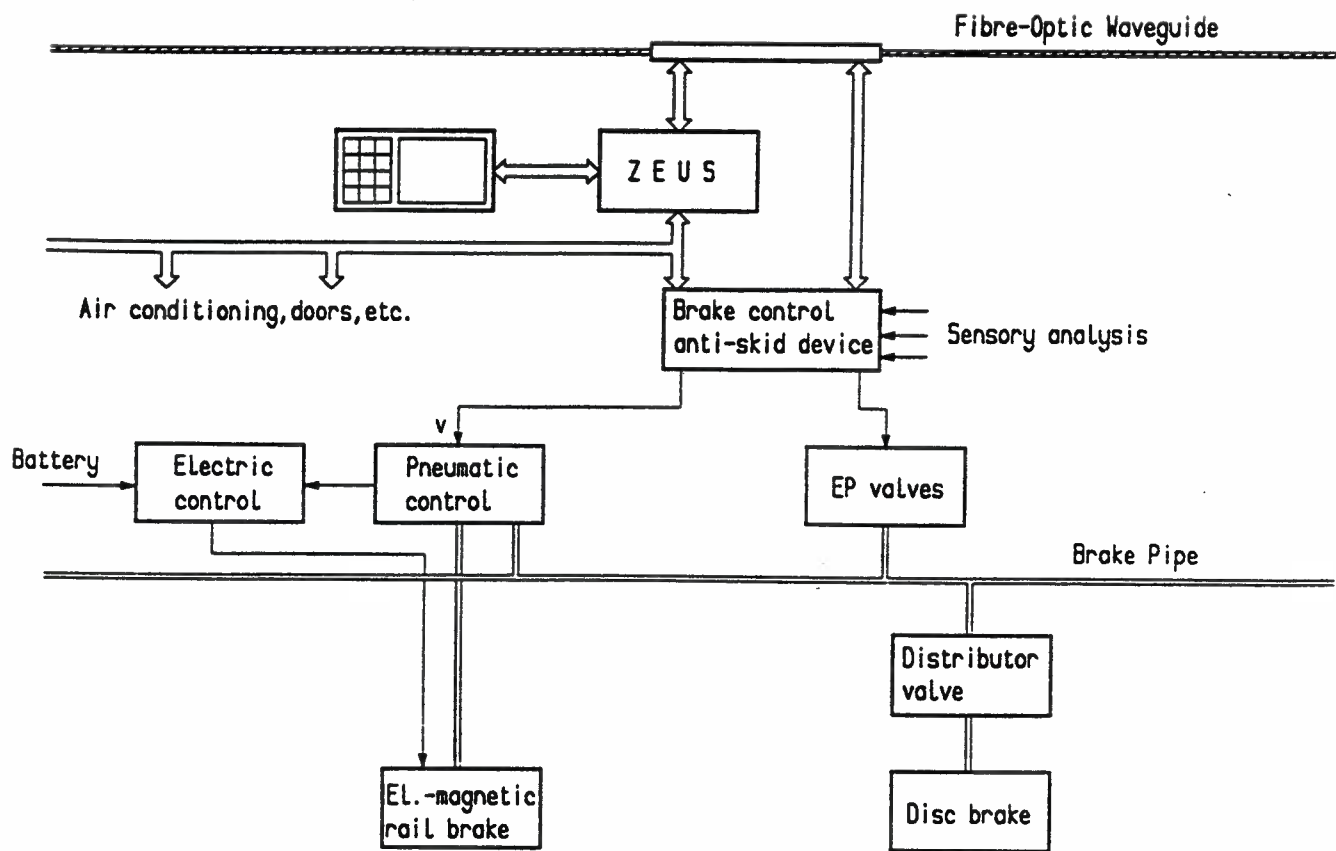 Fibre-Optic Waveguide
ZEUS
Air conditioning,doors,etc.
Brake control
anti-skid device
Sensory analysis
v
Battery
Electric
control
Pneumatic
control
EP valves
Brake Pipe
Distributor
valve
El.-magnetic
rail brake
Disc brake